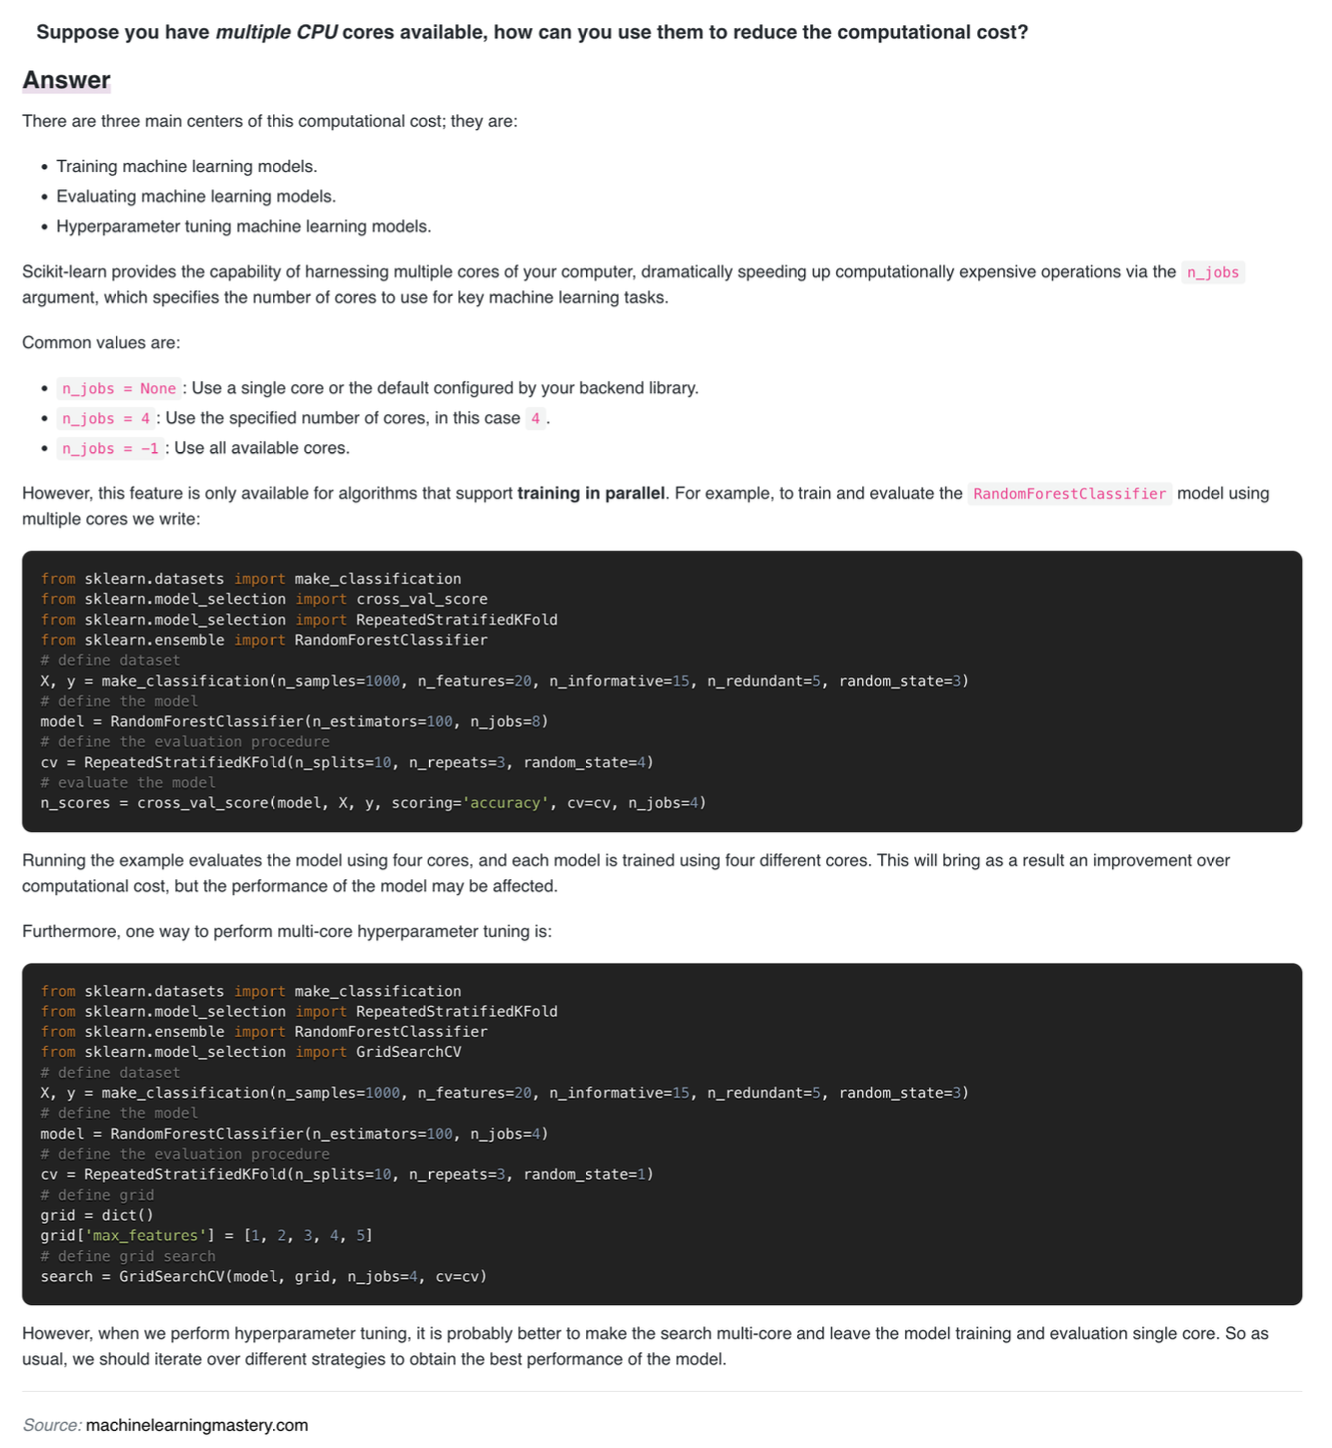 Suppose you have multiple CPU cores available, how can you use them to reduce the computational cost?
Answer
There are three main centers of this computational cost; they are:
• Training machine learning models.
• Evaluating machine learning models.
• Hyperparameter tuning machine learning models.
Scikit-learn provides the capability of harnessing multiple cores of your computer, dramatically speeding up computationally expensive operations via the n_jobs
argument, which specifies the number of cores to use for key machine learning tasks.
Common values are:
• n_jobs = None : Use a single core or the default configured by your backend library.
• n_jobs = 4 : Use the specified number of cores, in this case 4 .
• n_jobs = −1 : Use all available cores.
However, this feature is only available for algorithms that support training in parallel. For example, to train and evaluate the RandomForestClassifier model using
multiple cores we write:
from sklearn.datasets import make_classification
from sklearn.model_selection import cross_val_score
from sklearn.model_selection import RepeatedStratifiedKFold
from sklearn.ensemble import RandomForestClassifier
# define dataset
X, y = make_classification(n_samples=1000, n_features=20, n_informative=15, n_redundant=5, random_state=3)
# define the model
model = RandomForestClassifier(n_estimators=100, n_jobs=8)
# define the evaluation procedure
cv = RepeatedStratifiedKFold(n_splits=10, n_repeats=3, random_state=4)
# evaluate the model
n_scores = cross_val_score(model, X, y, scoring='accuracy', cv=cv, n_jobs=4)
Running the example evaluates the model using four cores, and each model is trained using four different cores. This will bring as a result an improvement over
computational cost, but the performance of the model may be affected.
Furthermore, one way to perform multi-core hyperparameter tuning is:
from sklearn.datasets import make_classification
from sklearn.model_selection import RepeatedStratifiedKFold
from sklearn.ensemble import RandomForestClassifier
from sklearn.model_selection import GridSearchCV
# define dataset
X, y = make_classification(n_samples=1000, n_features=20, n_informative=15, n_redundant=5, random_state=3)
# define the model
model = RandomForestClassifier(n_estimators=100, n_jobs=4)
# define the evaluation procedure
cv = RepeatedStratifiedKFold(n_splits=10, n_repeats=3, random_state=1)
# define grid
grid = dict()
grid['max_features'] = [1, 2, 3, 4, 5]
# define grid search
search = GridSearchCV(model, grid, n_jobs=4, cv=cv)
However, when we perform hyperparameter tuning, it is probably better to make the search multi-core and leave the model training and evaluation single core. So as
usual, we should iterate over different strategies to obtain the best performance of the model.
Source: machinelearningmastery.com